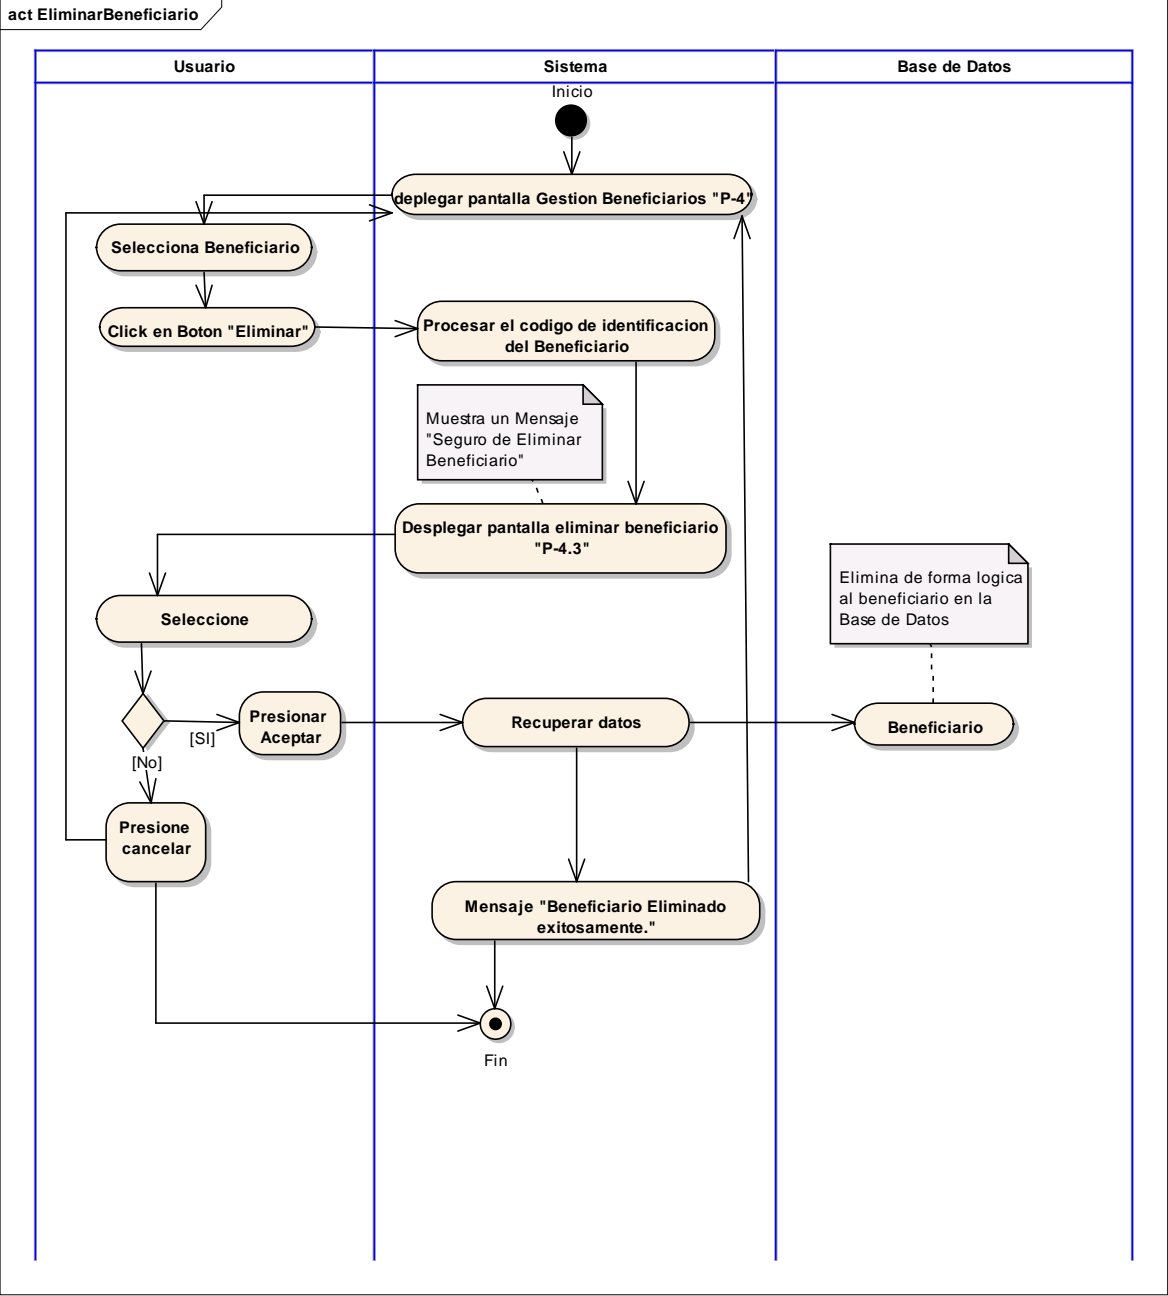 act EliminarBeneficiario
Usuario
Sistema
Base de Datos
Inicio
deplegar pantalla Gestion Beneficiarios "P-4"
Selecciona Beneficiario
Click en Boton "Eliminar"
Procesar el codigo de identificacion
del Beneficiario
Muestra un Mensaje
"Seguro de Eliminar
Beneficiario"
Desplegar pantalla eliminar beneficiario
"P-4.3"
Elimina de forma logica
al beneficiario en la
Base de Datos
Seleccione
Presionar
Aceptar
[SI]
Recuperar datos
Beneficiario
[No]
Presione
cancelar
Mensaje "Beneficiario Eliminado
exitosamente."
Fin